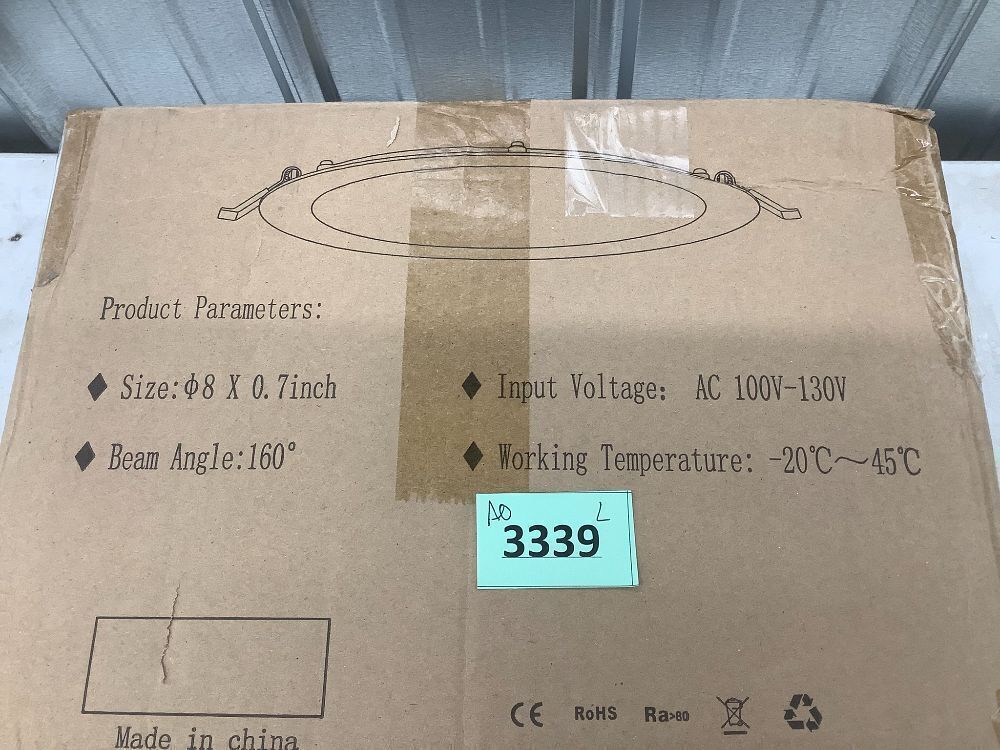 Product Parameters:
◆ Size:Φ8 X 0.7inch
◆ Input Voltage: AC 100V-130V
◆ Beam Angle:160°
◆ Working Temperature: -20℃～45℃
AO L
3339
CE RoHS Ra>80
Made in china